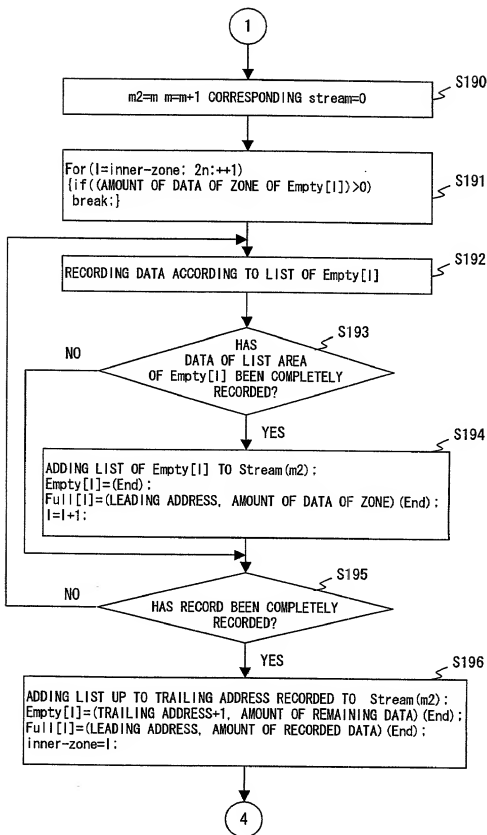 1
m2=m m=m+1 CORRESPONDING stream=0
S190
For(I=inner-zone; 2n;++1)
{if((AMOUNT OF DATA OF ZONE OF Empty[I])>0)
break;}
S191
RECORDING DATA ACCORDING TO LIST OF Empty[I]
S192
HAS
DATA OF LIST AREA
OF Empty[I] BEEN COMPLETELY
RECORDED?
S193
NO
YES
ADDING LIST OF Empty[I] TO Stream(m2);
Empty[I]=(End);
Full[I]=(LEADING ADDRESS, AMOUNT OF DATA OF ZONE)(End);
I=I+1;
S194
HAS RECORD BEEN COMPLETELY
RECORDED?
S195
NO
YES
ADDING LIST UP TO TRAILING ADDRESS RECORDED TO Stream(m2);
Empty[I]=(TRAILING ADDRESS+1, AMOUNT OF REMAINING DATA)(End);
Full[I]=(LEADING ADDRESS, AMOUNT OF RECORDED DATA)(End);
inner-zone=I;
S196
4